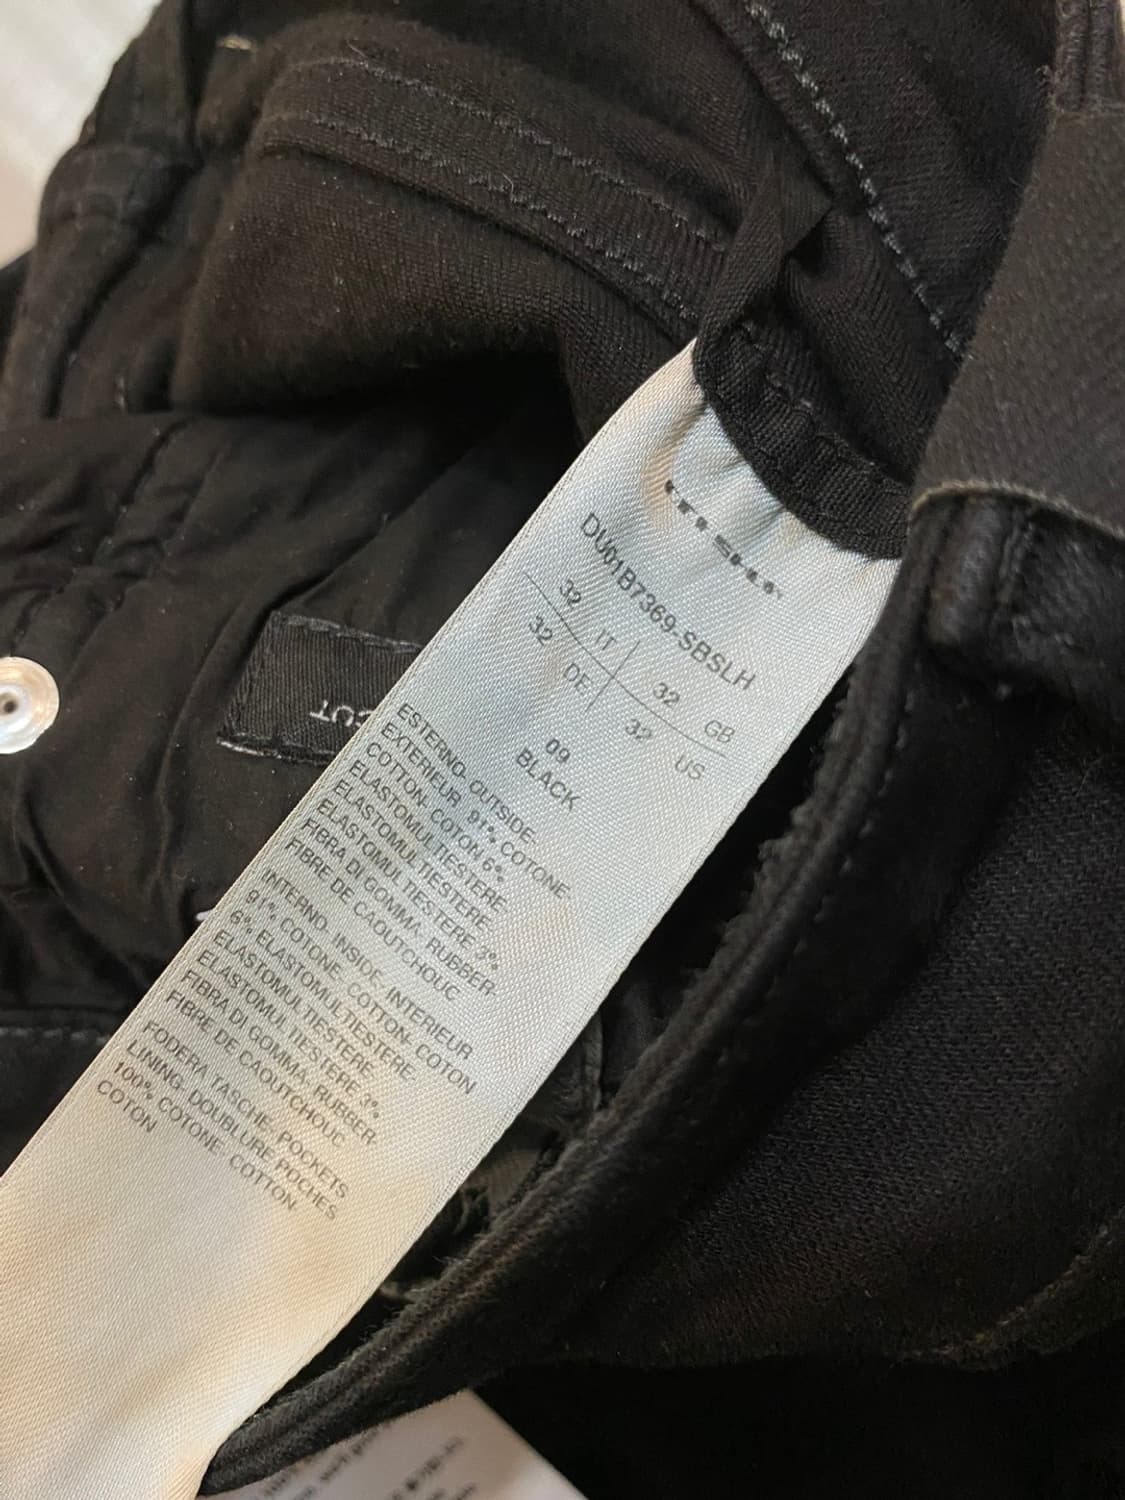 DU01B7369-SBSLH
32 IT 32 GB
32 DE 32 US
09
BLACK
ESTERNO- OUTSIDE-
EXTERIEUR 91% COTONE-
COTTON- COTON 6%
ELASTOMULTIESTERE
ELASTOMULTIESTERE
ELASTOMULTIESTERE 3%
FIBRA DI GOMMA- RUBBER-
FIBRE DE CAOUTCHOUC
INTERNO- INSIDE- INTERIEUR
91% COTONE- COTTON- COTON
6% ELASTOMULTIESTERE-
ELASTOMULTIESTERE-
ELASTOMULTIESTERE 3%
FIBRA DI GOMMA- RUBBER-
FIBRE DE CAOUTCHOUC
FODERA TASCHE- POCKETS
LINING- DOUBLURE POCHES
100% COTONE- COTTON-
COTON
CUT